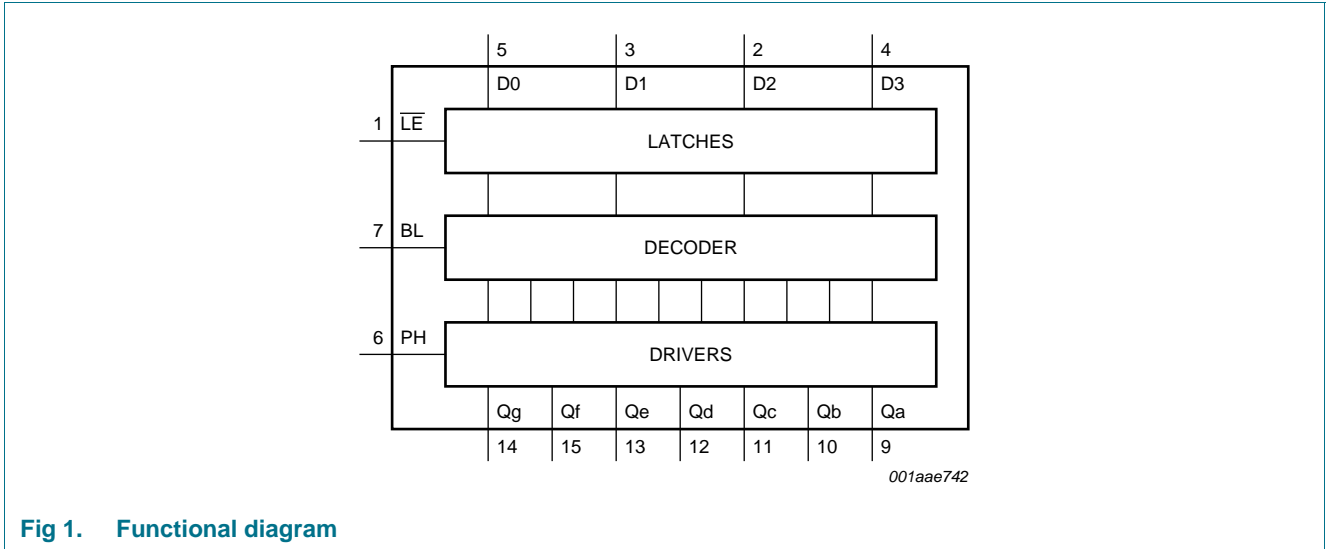 5 3 2 4
D0 D1 D2 D3
1 L̅E̅
LATCHES
7 BL
DECODER
6 PH
DRIVERS
Qg Qf Qe Qd Qc Qb Qa
14 15 13 12 11 10 9
001aae742
Fig 1. Functional diagram